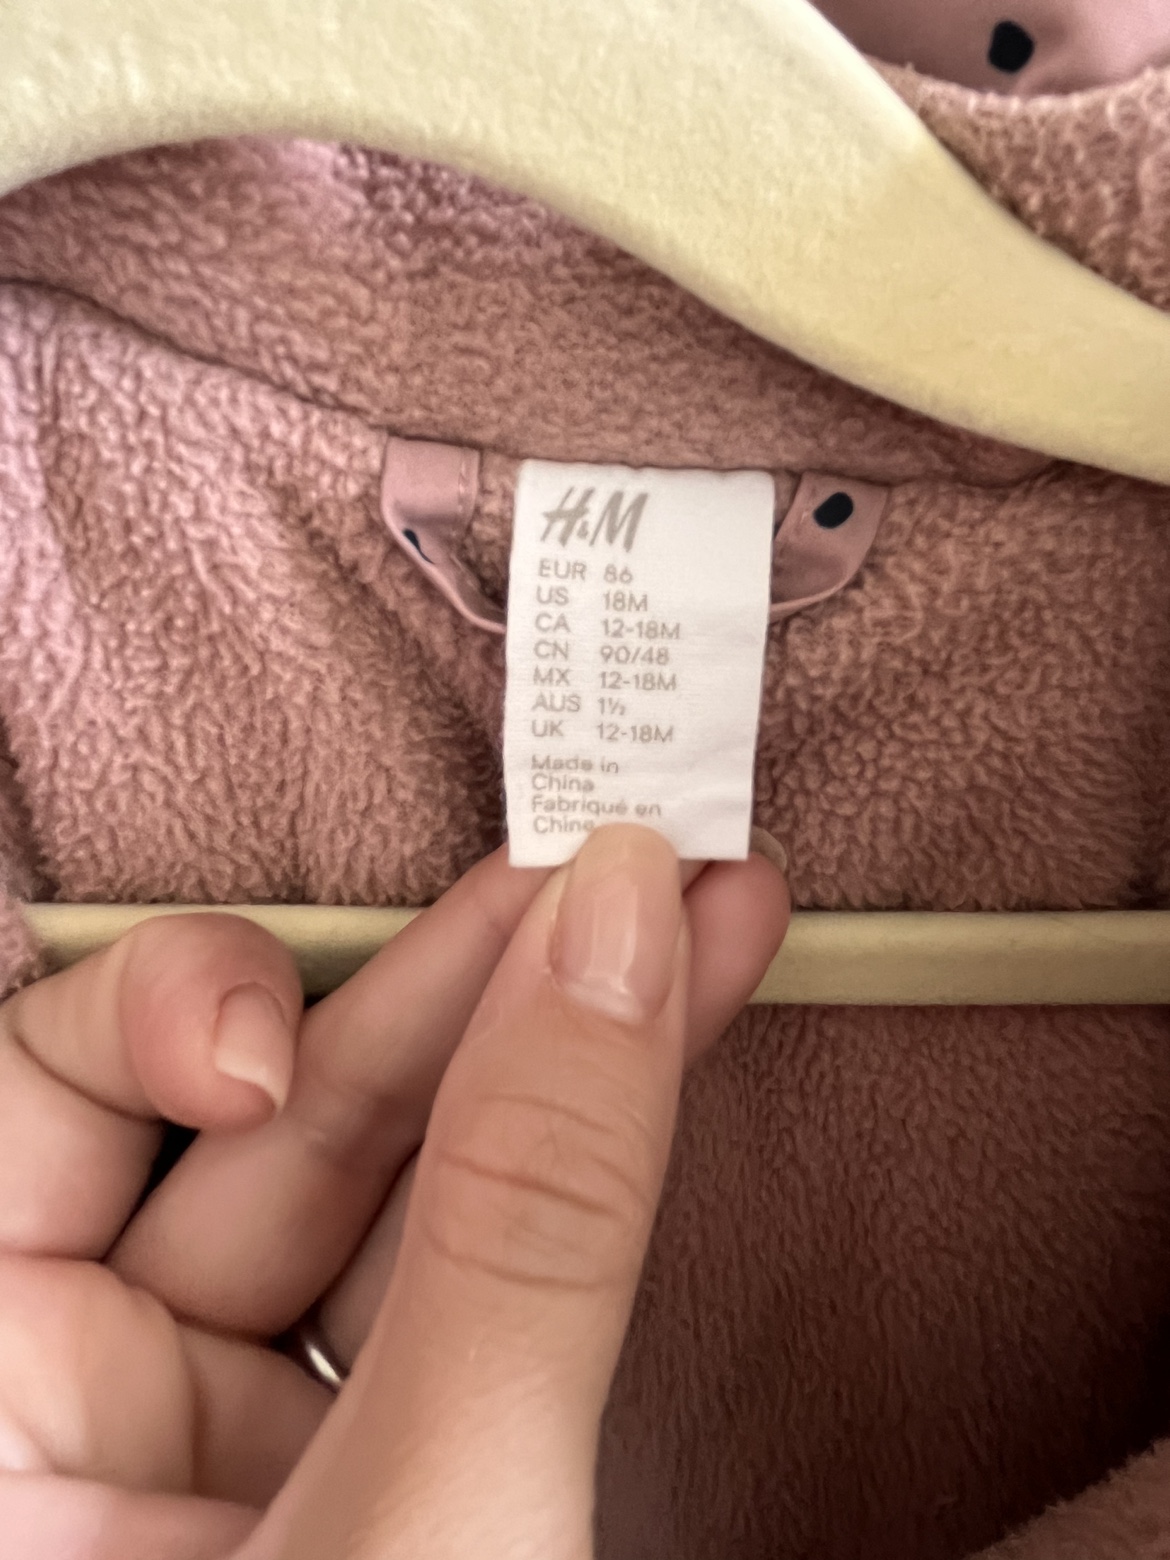 H&M
EUR 86
US 18M
CA 12-18M
CN 90/48
MX 12-18M
AUS 1½
UK 12-18M
Made in
China
Fabriqué en
Chine